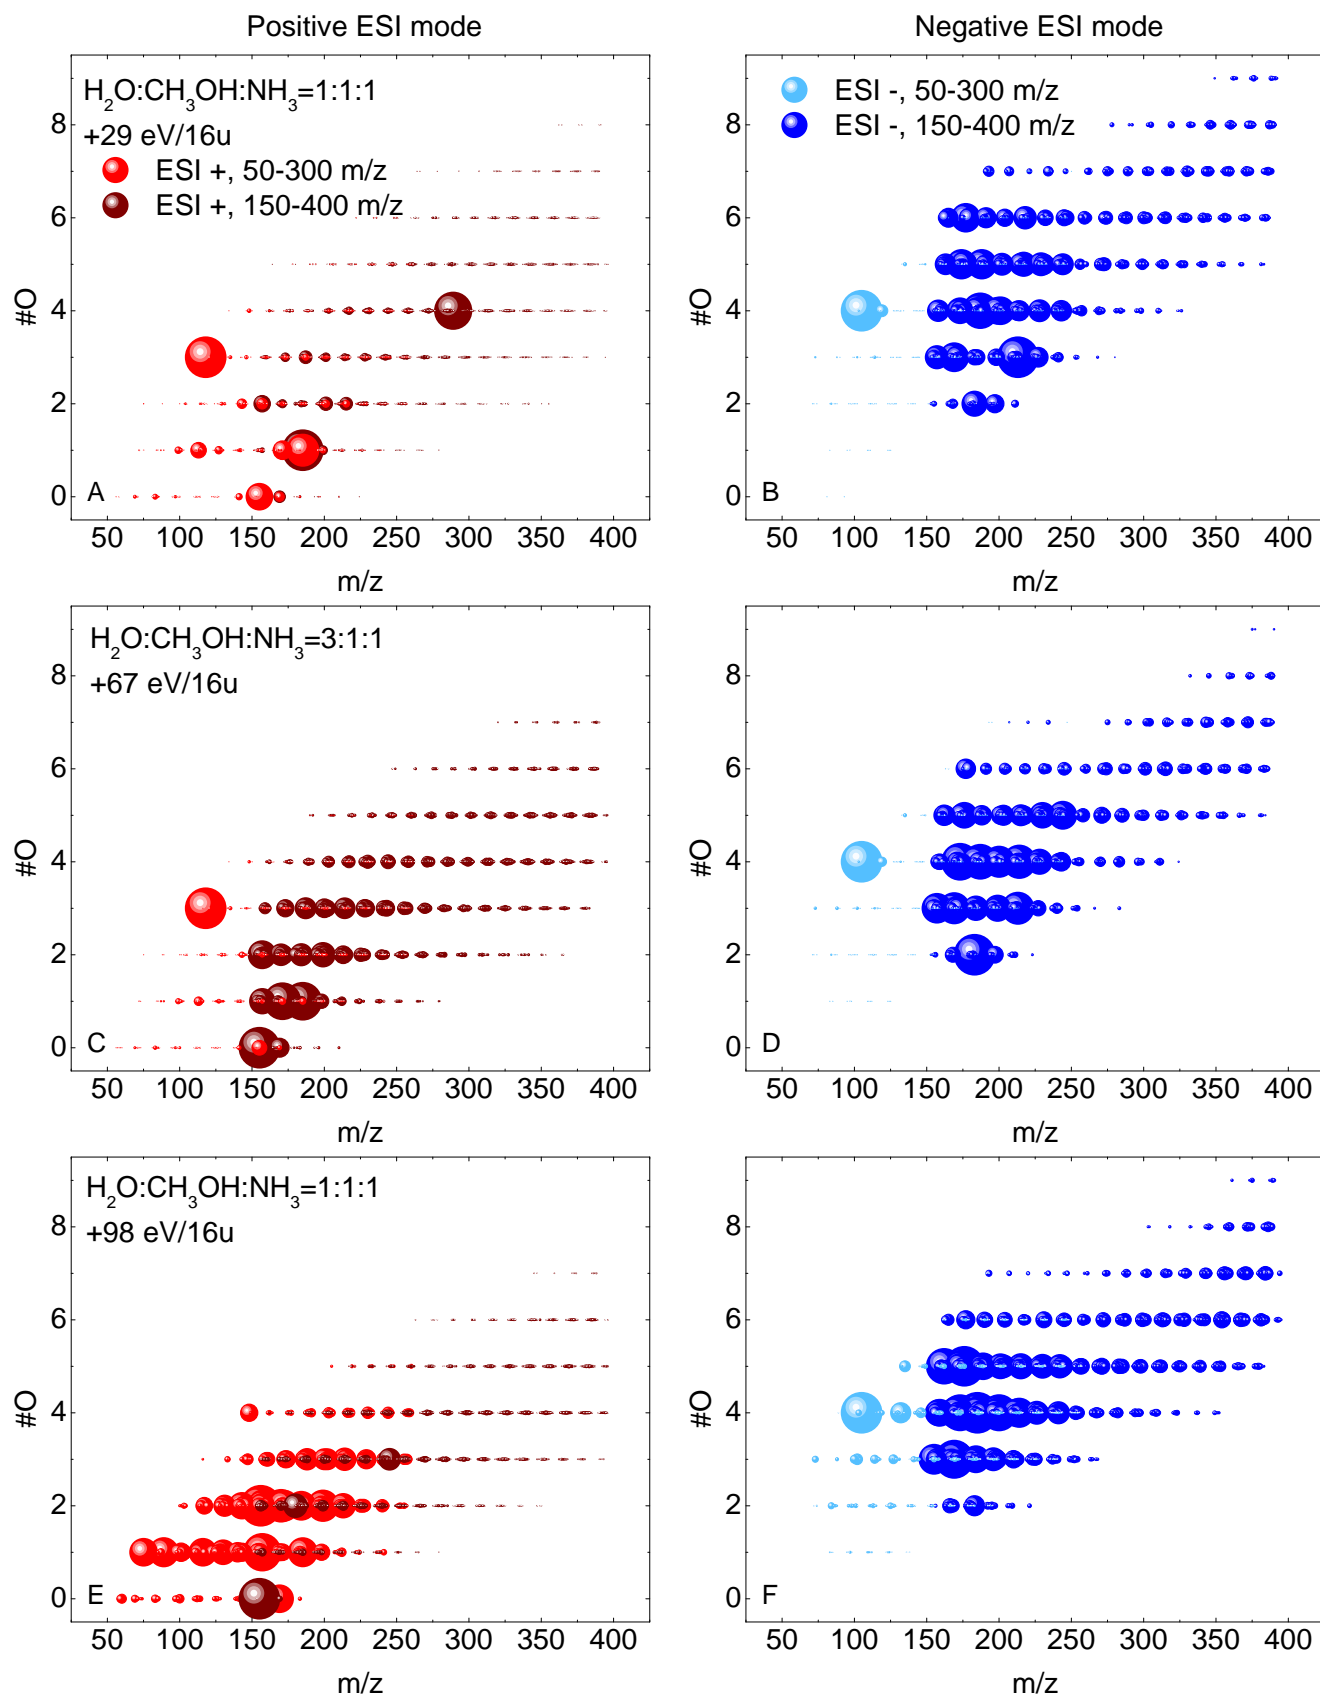 Positive ESI mode
Negative ESI mode
H₂O:CH₃OH:NH₃=1:1:1
+29 eV/16u
ESI +, 50-300 m/z
ESI +, 150-400 m/z
#O
8
6
4
2
0
A
50 100 150 200 250 300 350 400
m/z
ESI -, 50-300 m/z
ESI -, 150-400 m/z
#O
8
6
4
2
0
B
50 100 150 200 250 300 350 400
m/z
H₂O:CH₃OH:NH₃=3:1:1
+67 eV/16u
#O
8
6
4
2
0
C
50 100 150 200 250 300 350 400
m/z
#O
8
6
4
2
0
D
50 100 150 200 250 300 350 400
m/z
H₂O:CH₃OH:NH₃=1:1:1
+98 eV/16u
#O
8
6
4
2
0
E
50 100 150 200 250 300 350 400
m/z
#O
8
6
4
2
0
F
50 100 150 200 250 300 350 400
m/z